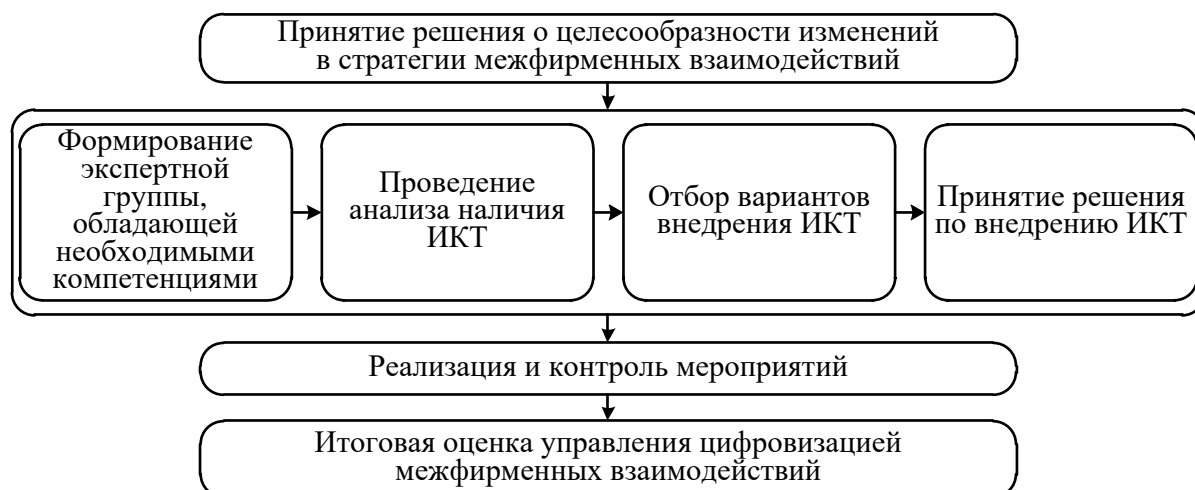 Принятие решения о целесообразности изменений
в стратегии межфирменных взаимодействий
Формирование
экспертной
группы,
обладающей
необходимыми
компетенциями
Проведение
анализа наличия
ИКТ
Отбор вариантов
внедрения ИКТ
Принятие решения
по внедрению ИКТ
Реализация и контроль мероприятий
Итоговая оценка управления цифровизацией
межфирменных взаимодействий